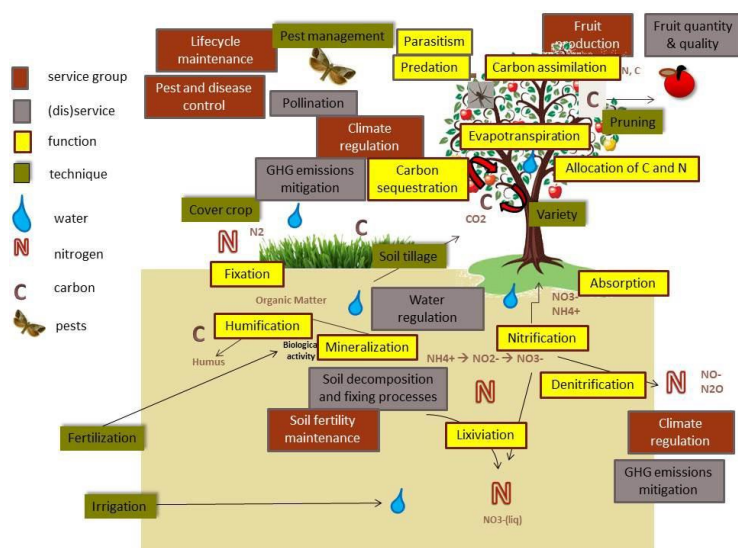 service group
(dis)service
function
technique
water
N
nitrogen
C
carbon
pests
Lifecycle
maintenance
Pest management
Parasitism
Predation
Fruit
production
Fruit quantity
& quality
Carbon assimilation
N, C
Pest and disease
control
Pollination
C
Pruning
Climate
regulation
Evapotranspiration
GHG emissions
mitigation
Carbon
sequestration
Allocation of C and N
Cover crop
C
CO2
Variety
N
N2
C
Soil tillage
Fixation
Absorption
Organic Matter
Water
regulation
NO3-
NH4+
C
Humification
Nitrification
Humus
Biological
activity
Mineralization
NH4+ → NO2- → NO3-
Soil decomposition
and fixing processes
N
Denitrification
N
NO-
N2O
Fertilization
Soil fertility
maintenance
Lixiviation
Climate
regulation
GHG emissions
mitigation
Irrigation
N
NO3-(liq)